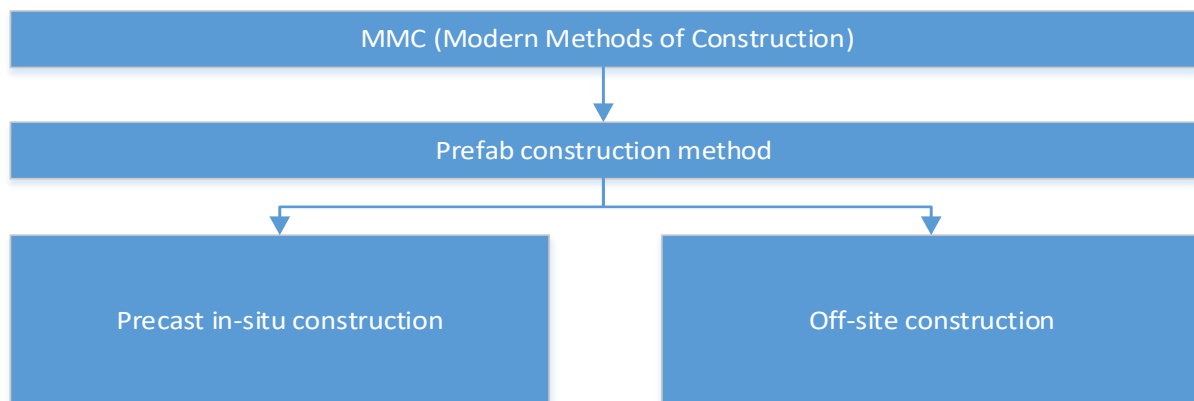 MMC (Modern Methods of Construction)
Prefab construction method
Precast in-situ construction
Off-site construction